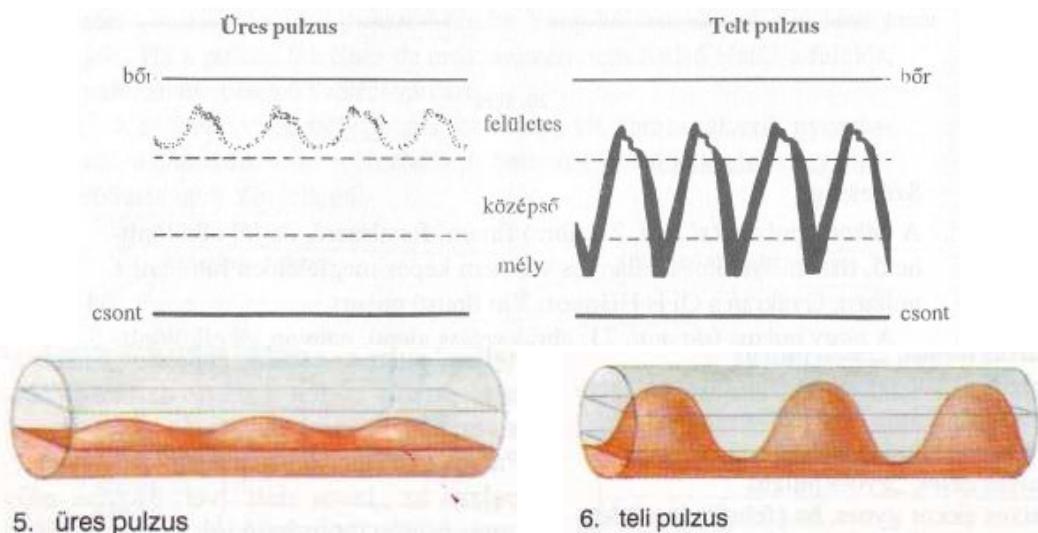 Üres pulzus
Telt pulzus
bőr
bőr
felületes
középső
mély
csont
csont
5. üres pulzus
6. teli pulzus